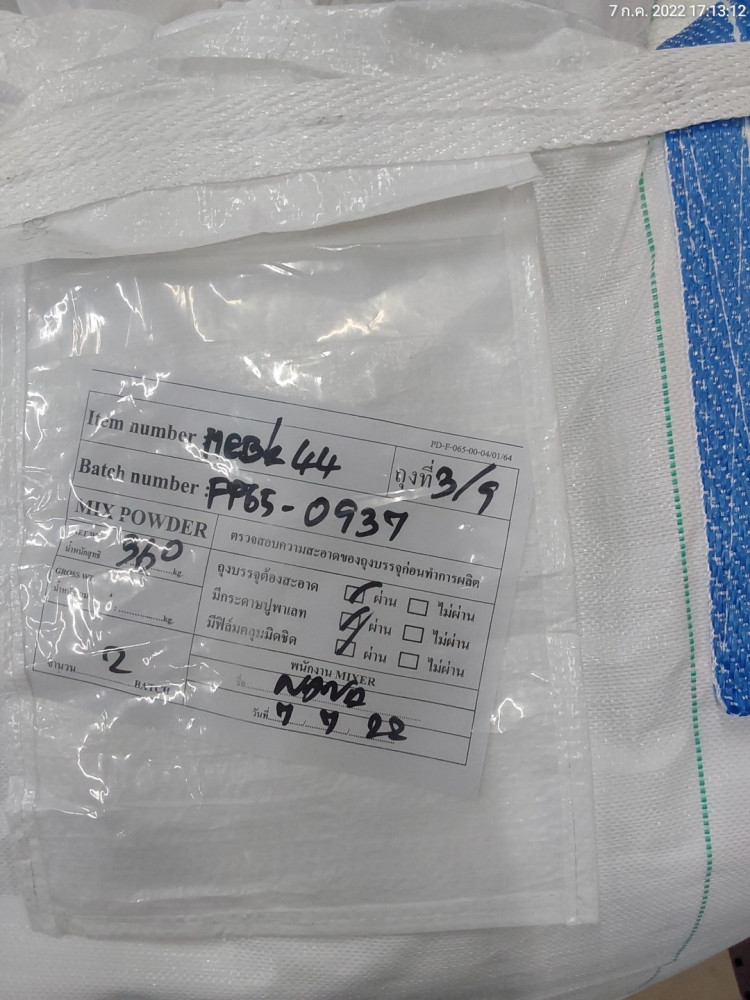 7 ก.ค. 2022 17:13:12
PD-F-065-00-04/01/64
Item number MEBK 44
ถุงที่ 3/9
Batch number : FP65-0937
MIX POWDER
ตรวจสอบความสะอาดของถุงบรรจุก่อนทำการผลิต
น้ำหนักสุทธิ 360 kg.
ถุงบรรจุต้องสะอาด ผ่าน ไม่ผ่าน
GROSS WT
มีกระดาษปูพาเลท ผ่าน ไม่ผ่าน
kg.
มีฟิล์มคลุมมิดชิด ผ่าน ไม่ผ่าน
จำนวน 2 BATCH
พนักงาน MIXER
ชื่อ
วันที่ 7 / 7 / 22